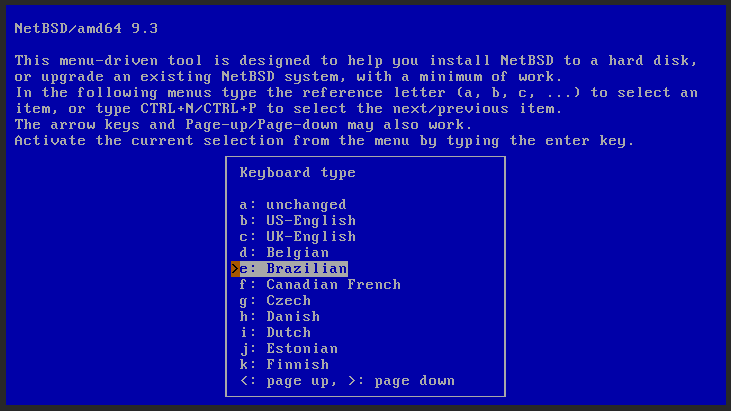 NetBSD/amd64 9.3
This menu-driven tool is designed to help you install NetBSD to a hard disk,
or upgrade an existing NetBSD system, with a minimum of work.
In the following menus type the reference letter (a, b, c, ...) to select an
item, or type CTRL+N/CTRL+P to select the next/previous item.
The arrow keys and Page-up/Page-down may also work.
Activate the current selection from the menu by typing the enter key.
Keyboard type
a: unchanged
b: US-English
c: UK-English
d: Belgian
>e: Brazilian
f: Canadian French
g: Czech
h: Danish
i: Dutch
j: Estonian
k: Finnish
<: page up, >: page down